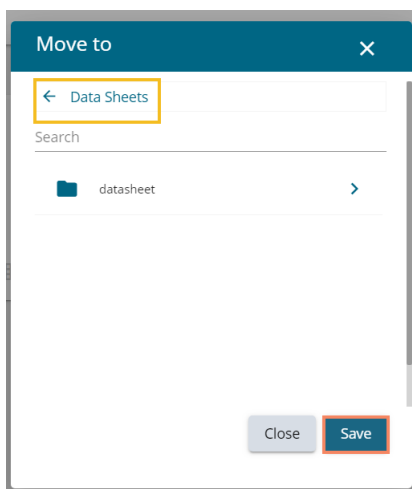 Move to
Data Sheets
Search
datasheet
Close Save